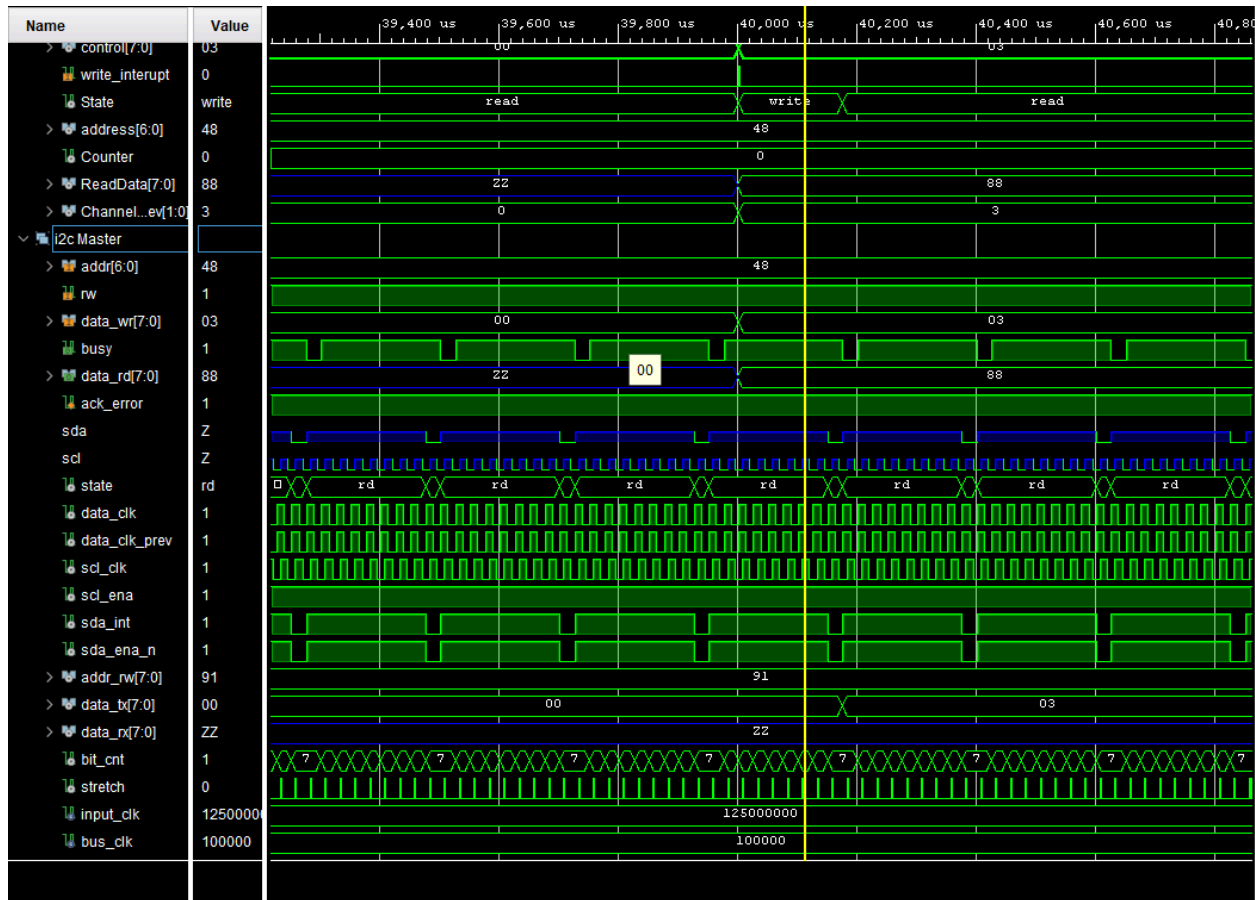 Name Value 39,400 us 39,600 us 39,800 us 40,000 us 40,200 us 40,400 us 40,600 us 40,8
control[7:0] 03 00 03
write_interupt 0
State write read write read
address[6:0] 48 48
Counter 0 0
ReadData[7:0] 88 ZZ 88
Channel...ev[1:0] 3 0 3
i2c Master
addr[6:0] 48 48
rw 1
data_wr[7:0] 03 00 03
busy 1
data_rd[7:0] 88 ZZ 00 88
ack_error 1
sda Z
scl Z
state rd rd rd rd rd rd rd rd
data_clk 1
data_clk_prev 1
scl_clk 1
scl_ena 1
sda_int 1
sda_ena_n 1
addr_rw[7:0] 91 91
data_tx[7:0] 00 00 03
data_rx[7:0] ZZ ZZ
bit_cnt 1 7 7 7 7 7 7 7 7
stretch 0
input_clk 12500000 125000000
bus_clk 100000 100000